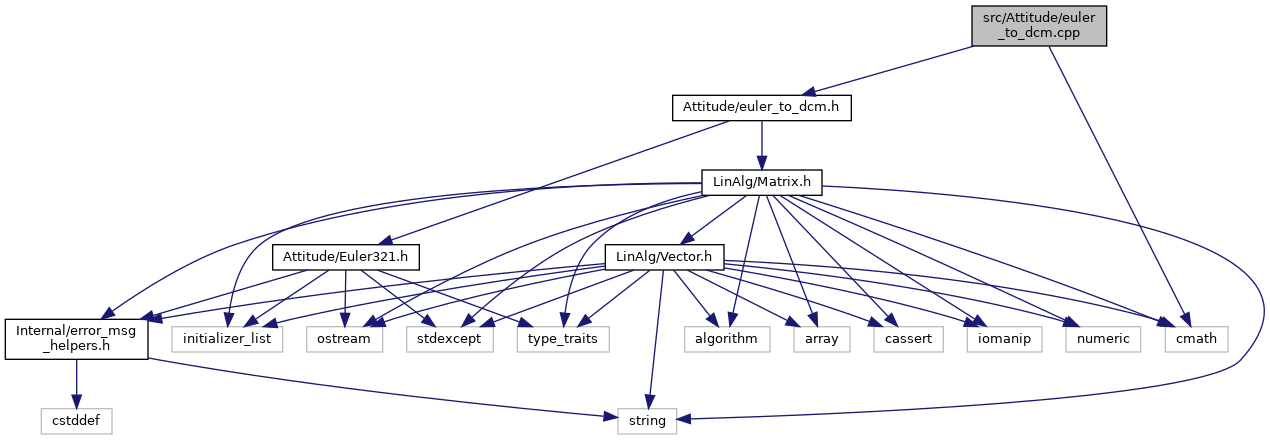 src/Attitude/euler
_to_dcm.cpp
Attitude/euler_to_dcm.h
LinAlg/Matrix.h
Attitude/Euler321.h
LinAlg/Vector.h
Internal/error_msg
_helpers.h
initializer_list
ostream
stdexcept
type_traits
algorithm
array
cassert
iomanip
numeric
cmath
cstddef
string